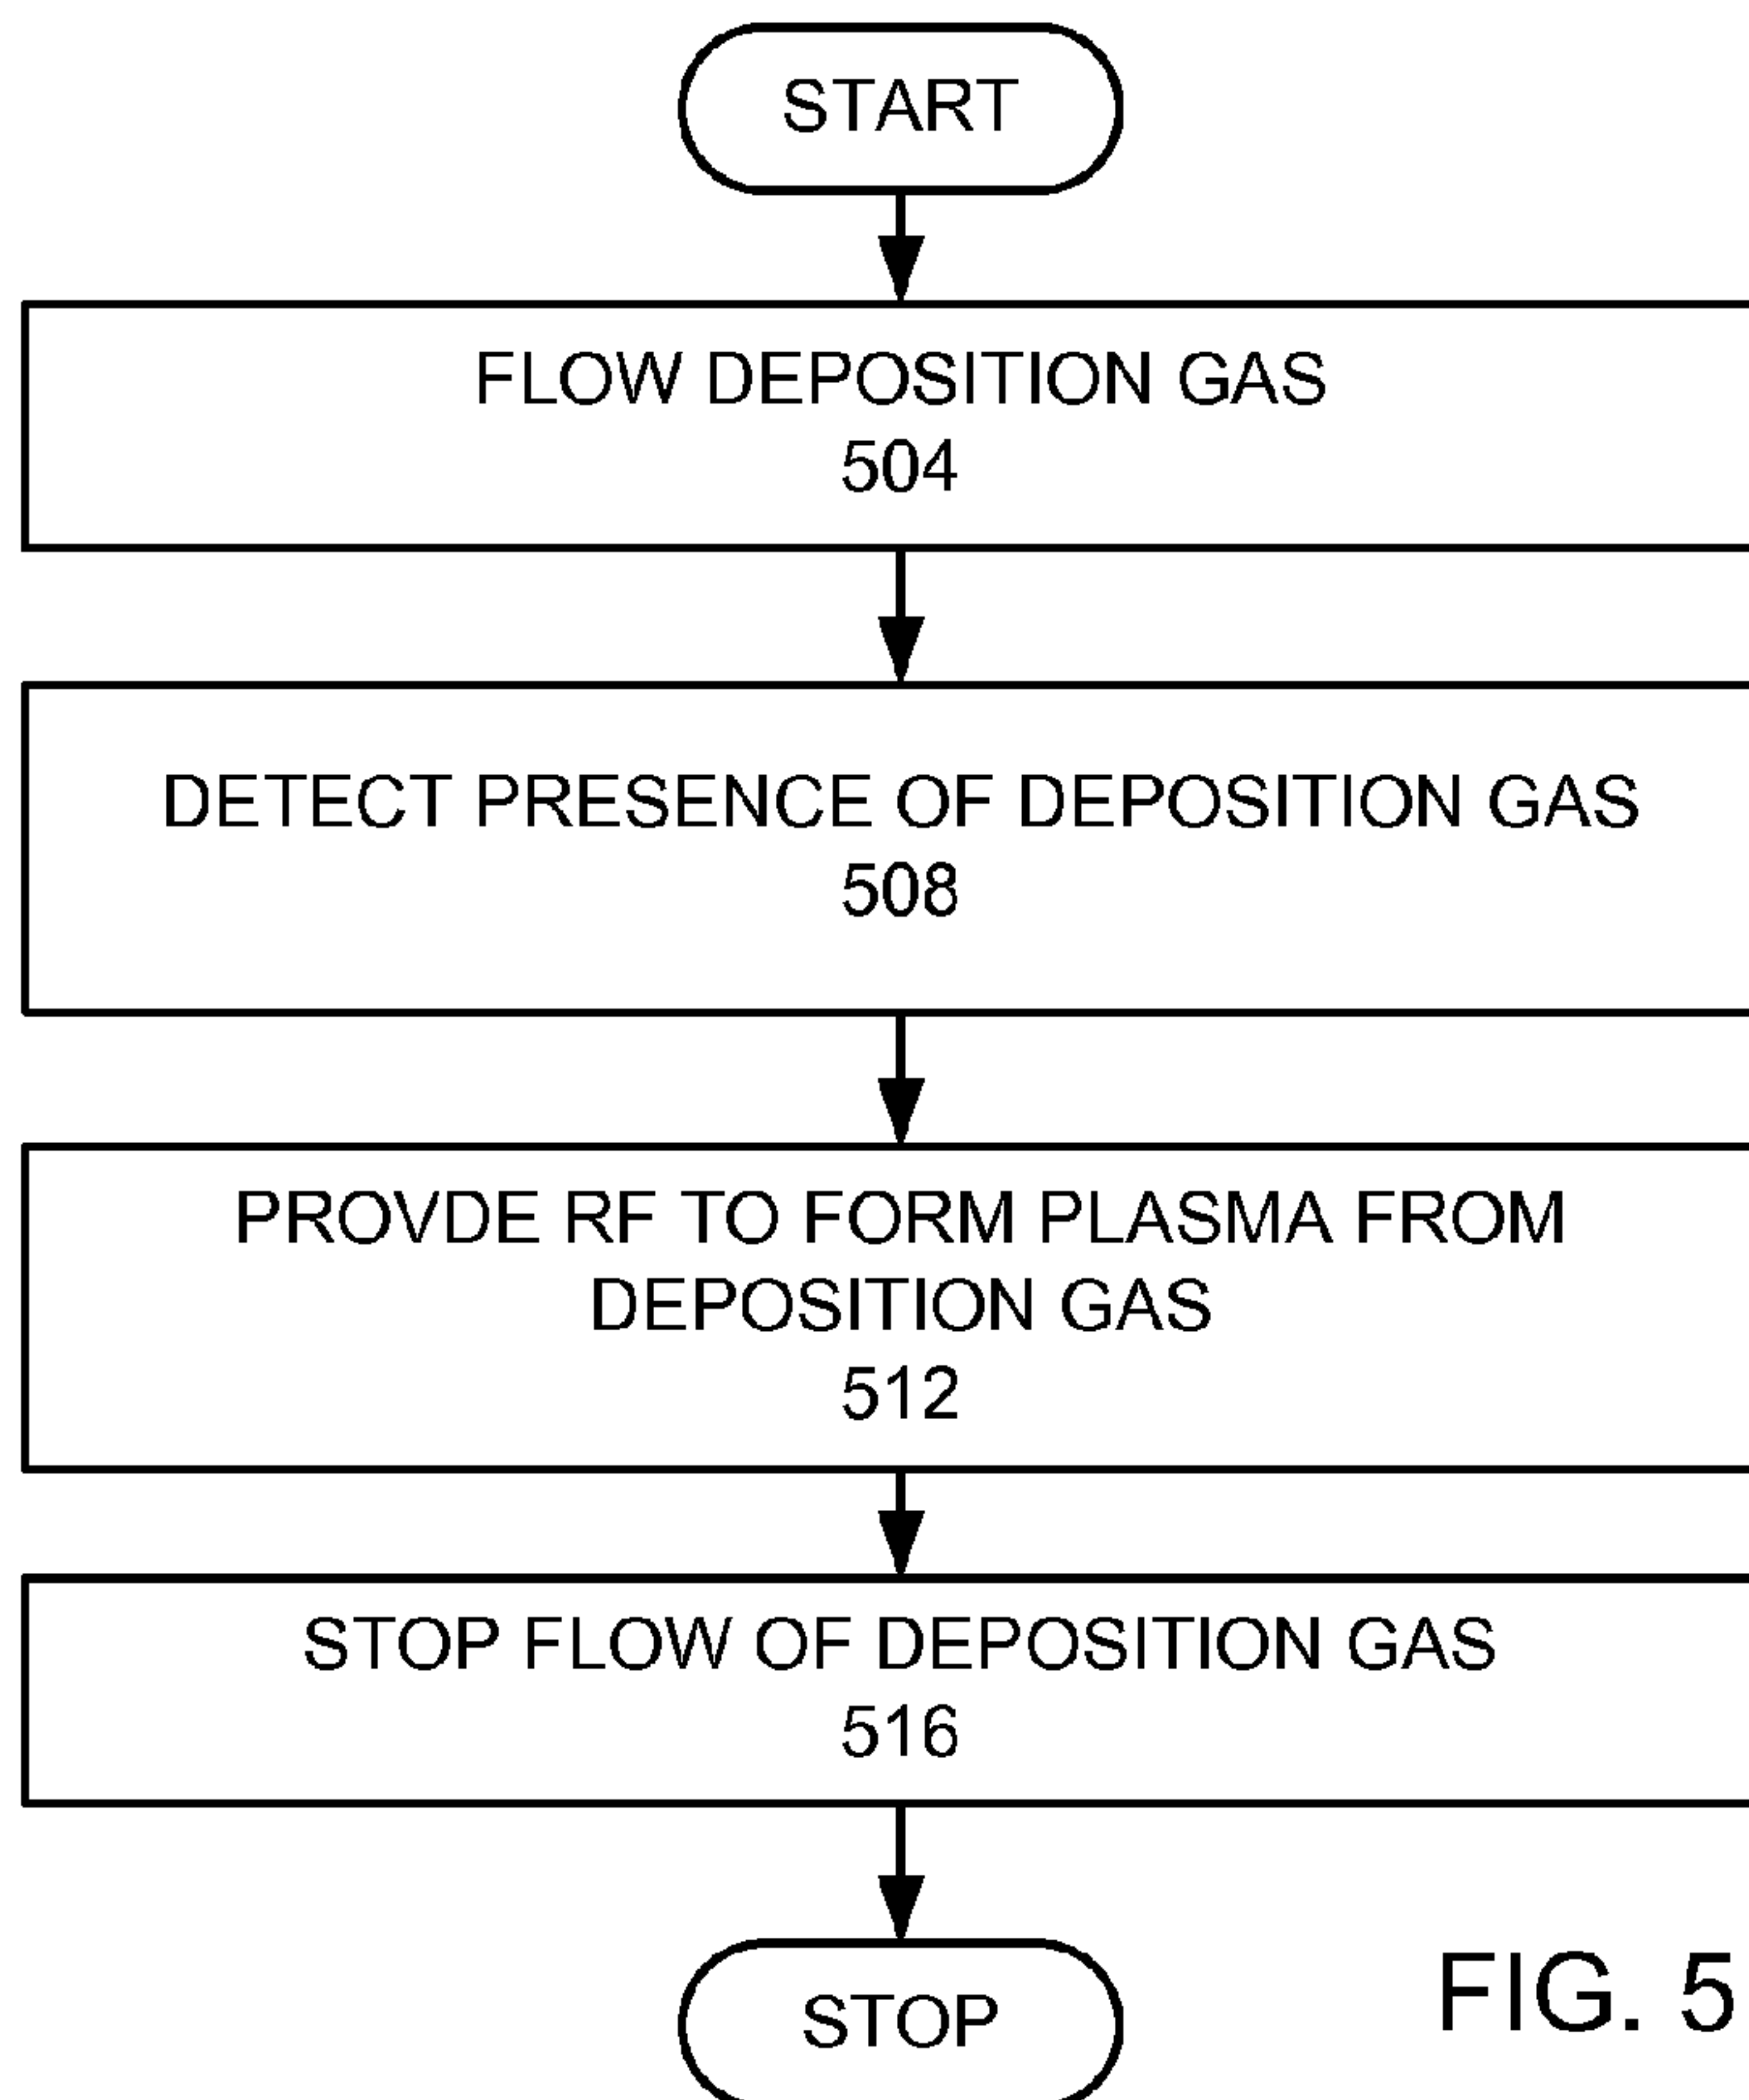 START
FLOW DEPOSITION GAS
504
DETECT PRESENCE OF DEPOSITION GAS
508
PROVDE RF TO FORM PLASMA FROM
DEPOSITION GAS
512
STOP FLOW OF DEPOSITION GAS
516
STOP
FIG. 5